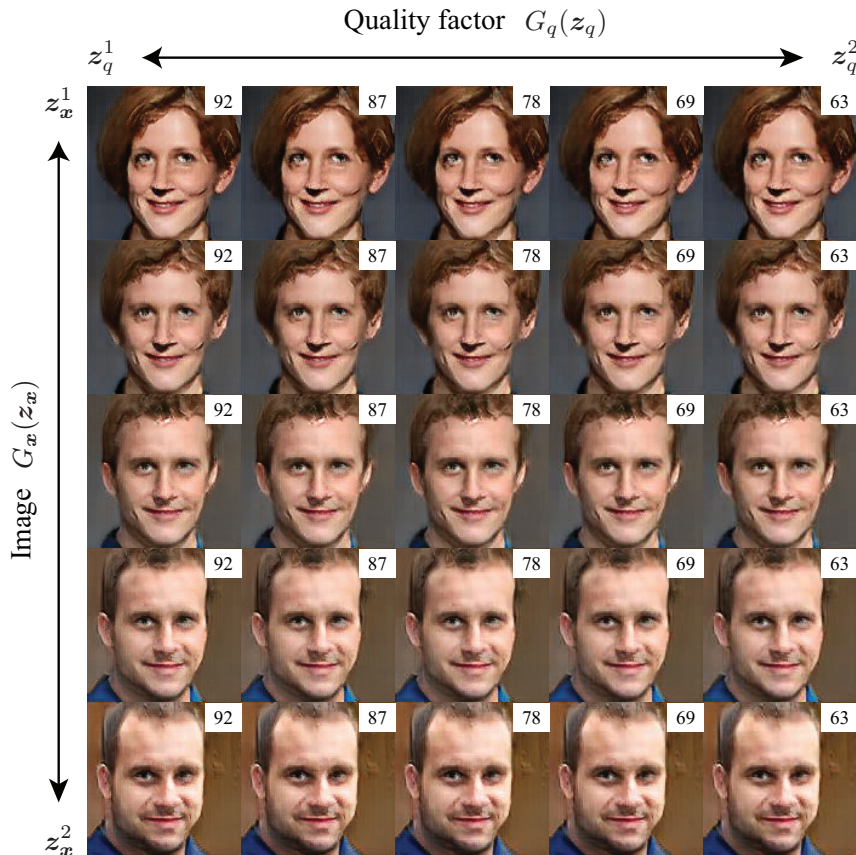 Quality factor G_q(z_q)
z_q^1 z_q^2
z_x^1
92 87 78 69 63
92 87 78 69 63
92 87 78 69 63
Image G_x(z_x)
92 87 78 69 63
92 87 78 69 63
z_x^2